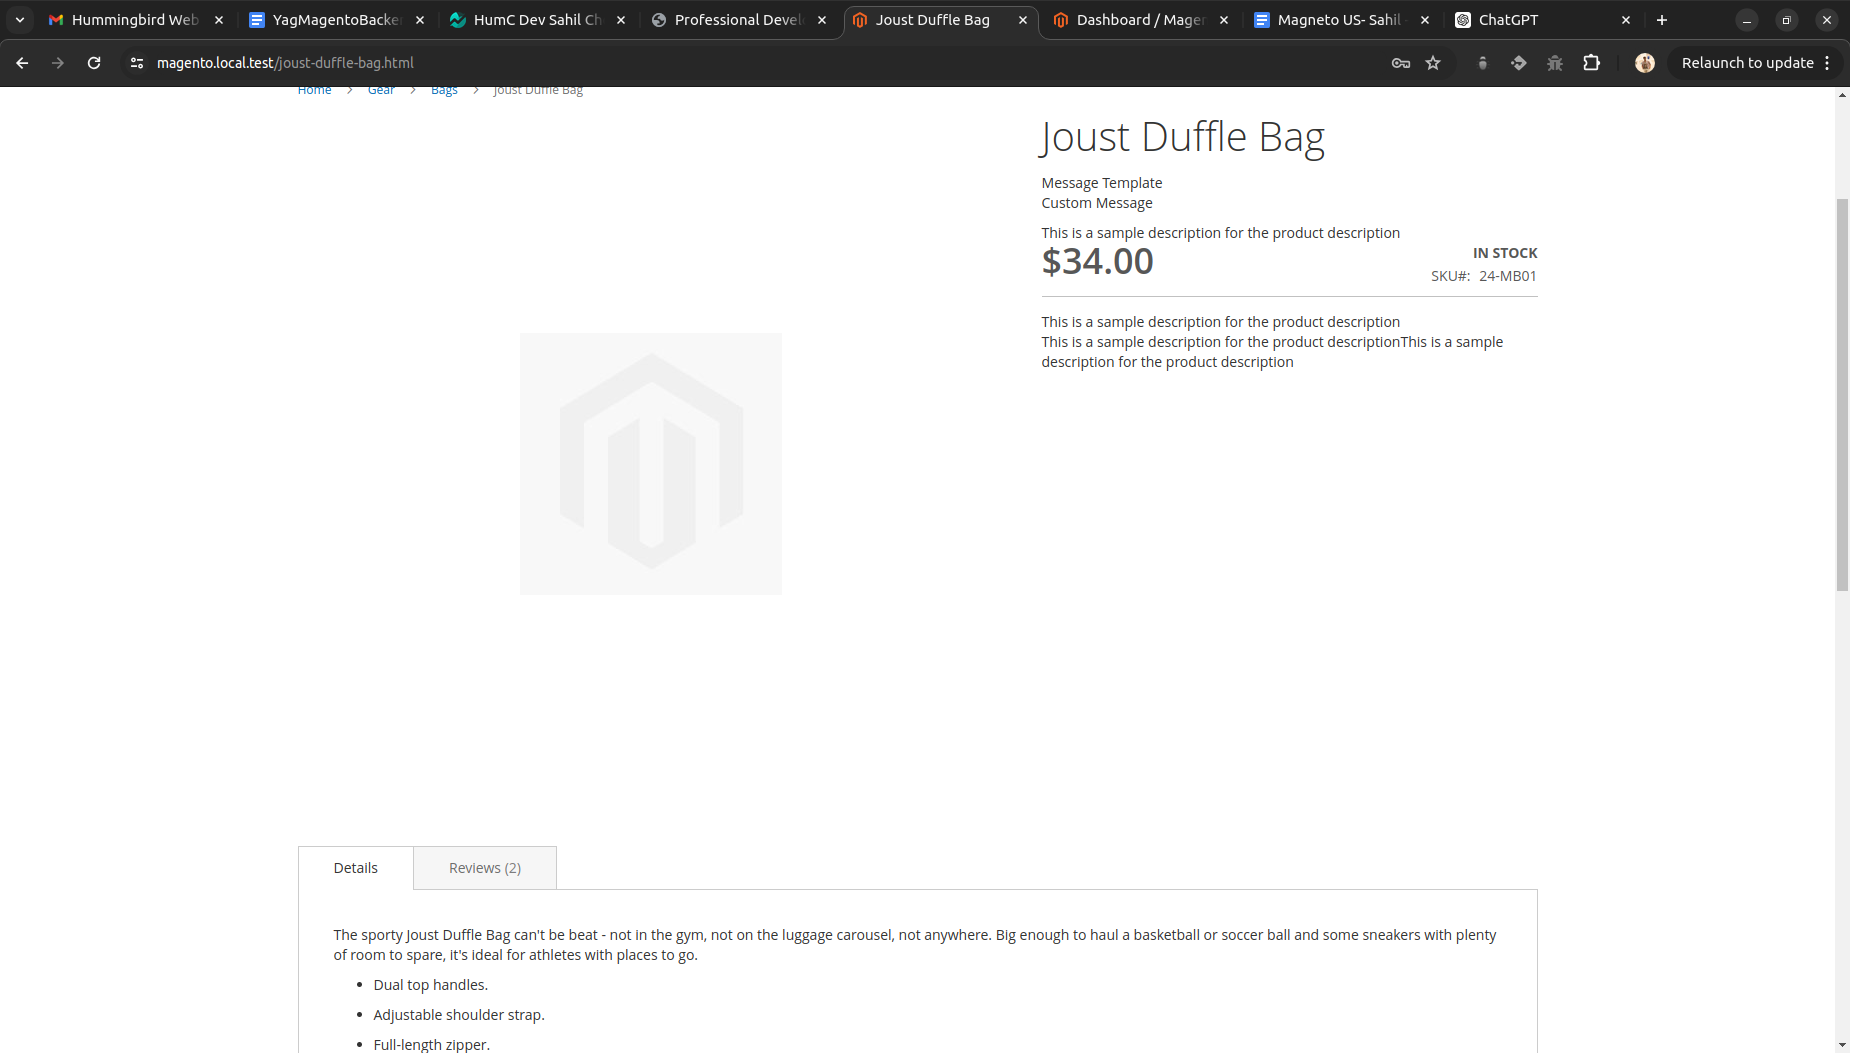 Hummingbird Web
YagMagentoBacke
HumC Dev Sahil Ch
Professional Devel
Joust Duffle Bag
Dashboard / Magen
Magneto US- Sahil
ChatGPT
magento.local.test/joust-duffle-bag.html
Relaunch to update
Home > Gear > Bags > Joust Duffle Bag
Joust Duffle Bag
Message Template
Custom Message
This is a sample description for the product description
$34.00
IN STOCK
SKU#: 24-MB01
This is a sample description for the product description
This is a sample description for the product descriptionThis is a sample
description for the product description
Details
Reviews (2)
The sporty Joust Duffle Bag can't be beat - not in the gym, not on the luggage carousel, not anywhere. Big enough to haul a basketball or soccer ball and some sneakers with plenty
of room to spare, it's ideal for athletes with places to go.
• Dual top handles.
• Adjustable shoulder strap.
• Full-length zipper.